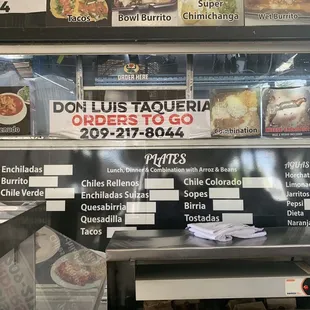 Tacos
Bowl Burrito
Super
Chimichanga
Wet Burrito
ORDER HERE
DON LUIS TAQUERIA
ORDERS TO GO
209-217-8044
Menudo
Combination
PLATES
Lunch, Dinner & Combination with Arroz & Beans
Enchiladas
Burrito
Chile Verde
Chiles Rellenos
Enchiladas Suizas
Quesabirria
Quesadilla
Tacos
Chile Colorado
Sopes
Birria
Tostadas
AGUAS
Horchat
Limonad
Jarritos
Pepsi
Dieta
Naranj